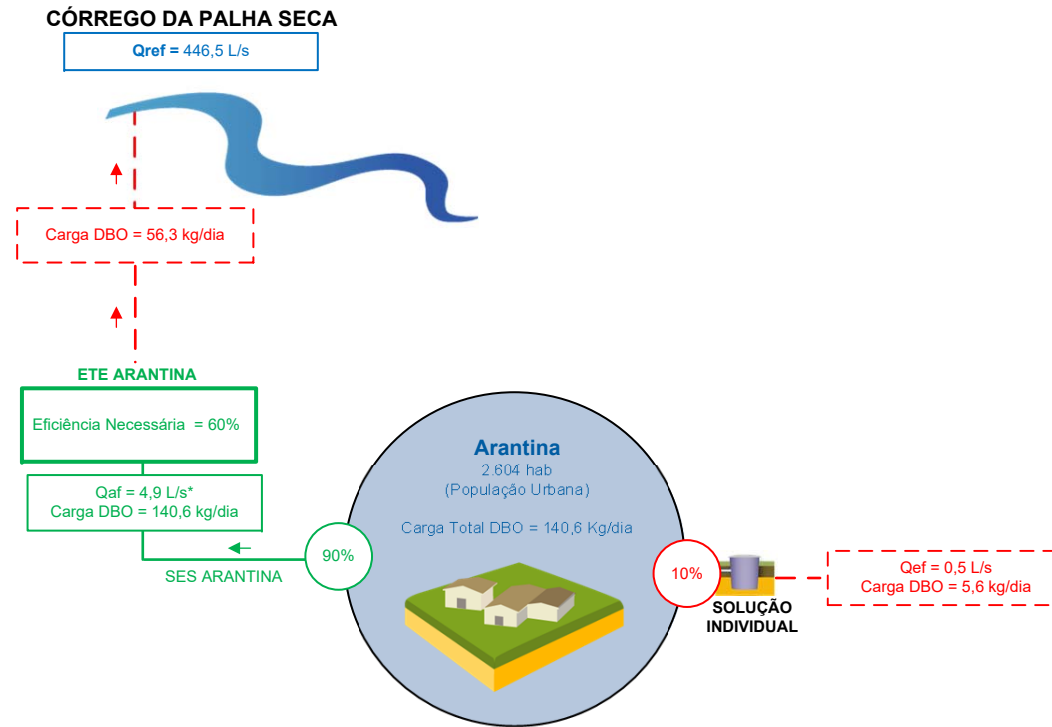 CÓRREGO DA PALHA SECA
Qref = 446,5 L/s
Carga DBO = 56,3 kg/dia
ETE ARANTINA
Eficiência Necessária = 60%
Qaf = 4,9 L/s*
Carga DBO = 140,6 kg/dia
SES ARANTINA
90%
Arantina
2.604 hab
(População Urbana)
Carga Total DBO = 140,6 Kg/dia
10%
SOLUÇÃO
INDIVIDUAL
Qef = 0,5 L/s
Carga DBO = 5,6 kg/dia